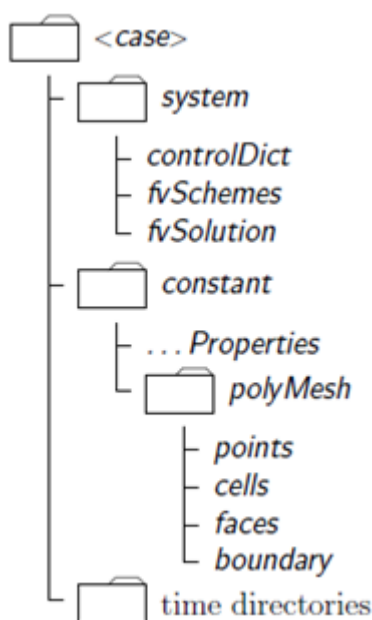 <case>
system
controlDict
fvSchemes
fvSolution
constant
...Properties
polyMesh
points
cells
faces
boundary
time directories